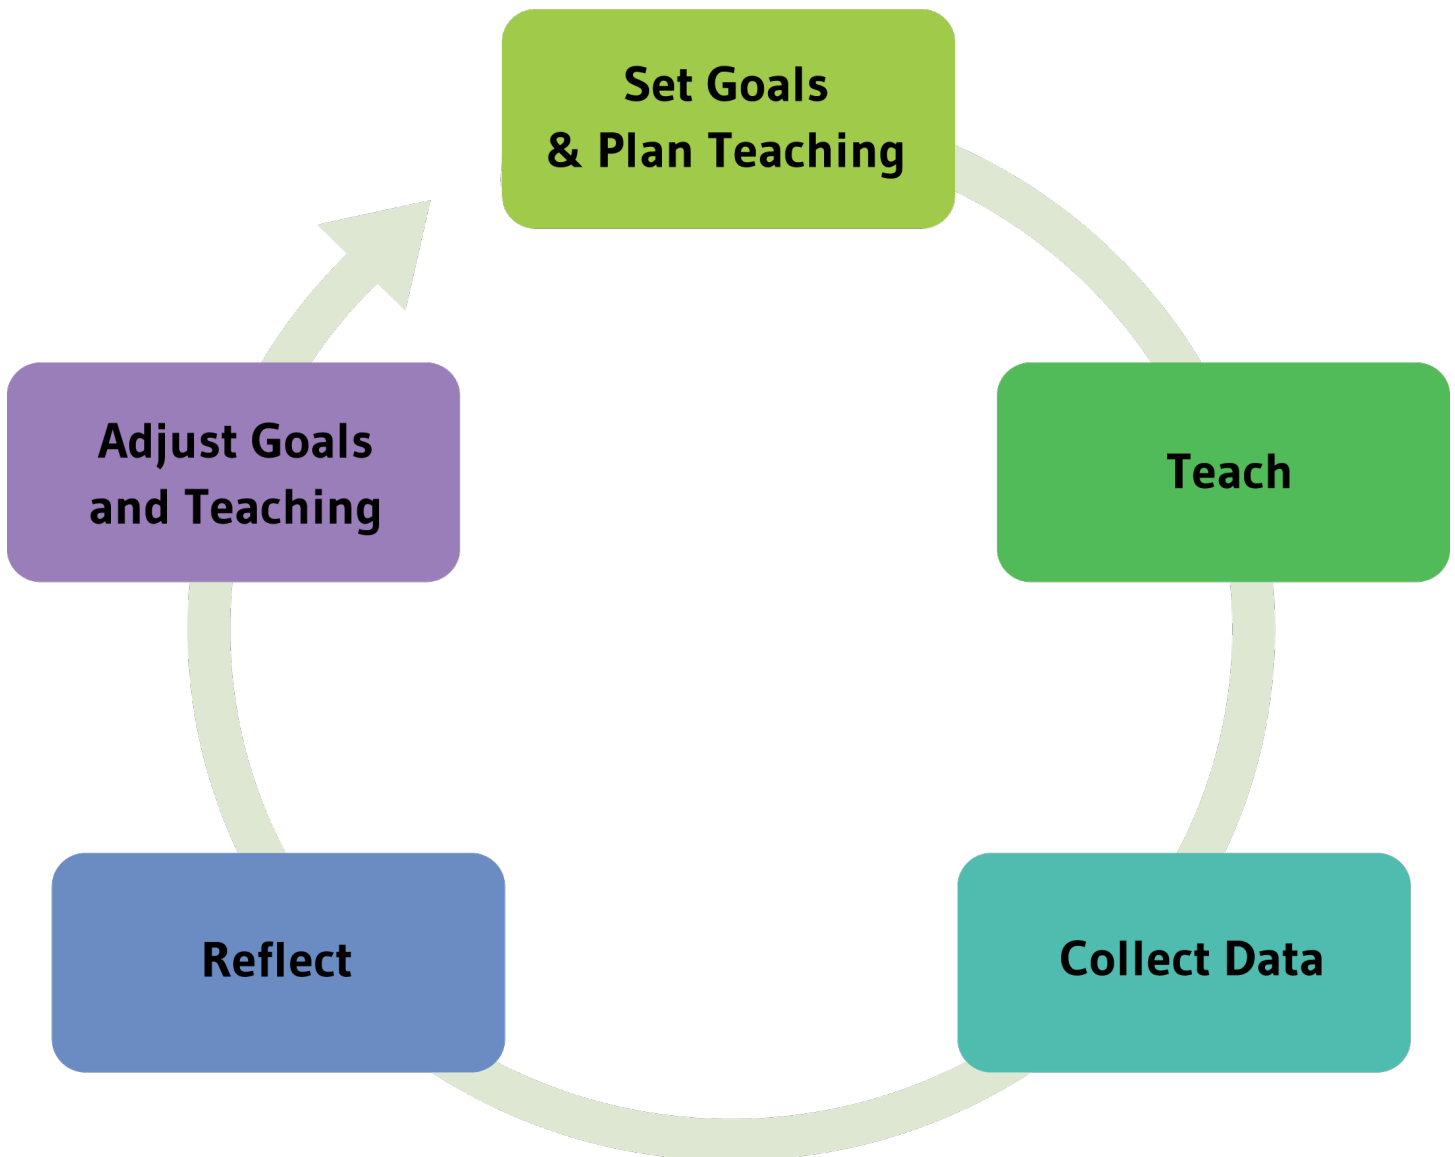 Set Goals
& Plan Teaching
Teach
Collect Data
Reflect
Adjust Goals
and Teaching